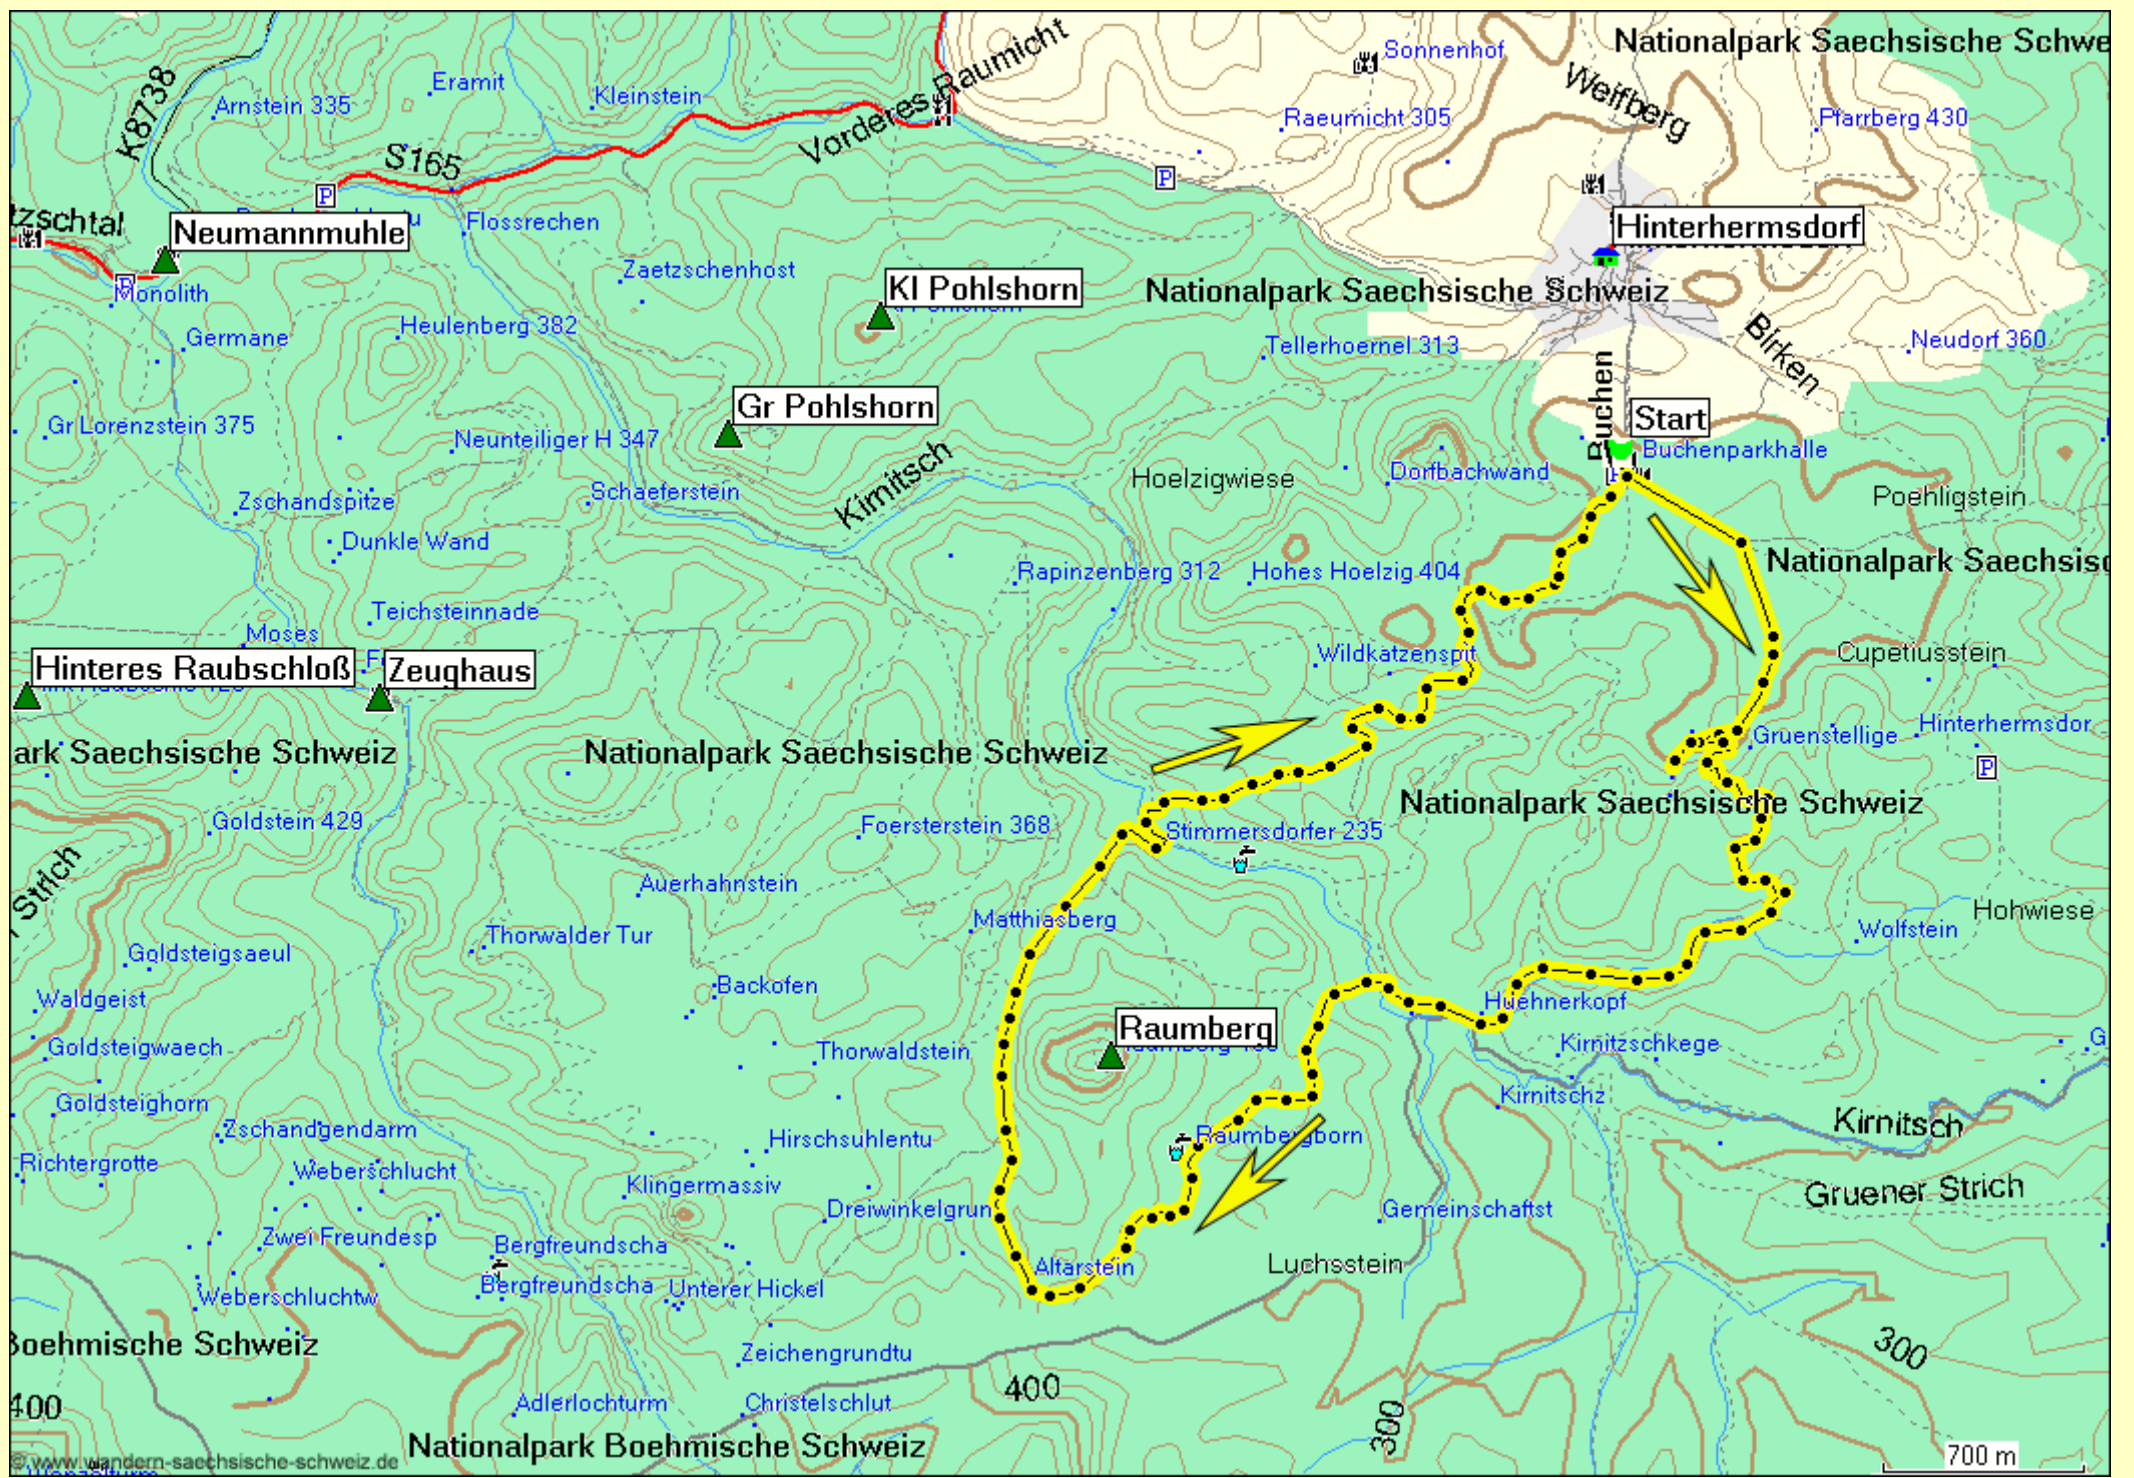 Nationalpark Saechsische Schwe
Sonnenhof
Vorderes Raumicht
Weifberg
K8738
Eramit
Kleinstein
Arnstein 335
Raeumicht 305
Pfarrberg 430
S165
tzschtal
Neumannmuhle
Flossrechen
Hinterhermsdorf
Zaetzschenhost
Kl Pohlshorn
Nationalpark Saechsische Schweiz
Monolith
Germane
Heulenberg 382
Tellerhoernel 313
Birken
Neudorf 360
Buchen
Gr Pohlshorn
Start
Gr Lorenzstein 375
Neunteiliger H 347
Buchenparkhalle
Kirnitsch
Hoelzigwiese
Dorfbachwand
Poehligstein
Zschandspitze
Schaeferstein
Dunkle Wand
Nationalpark Saechsisc
Rapinzenberg 312
Hohes Hoelzig 404
Teichsteinnade
Moses
Wildkatzenspit
Cupetiusstein
Hinteres Raubschloß
Zeughaus
ark Saechsische Schweiz
Nationalpark Saechsische Schweiz
Gruenstellige
Hinterhermsdor
Nationalpark Saechsische Schweiz
Goldstein 429
Foersterstein 368
Stimmersdorfer 235
Strich
Auerhahnstein
Matthiasberg
Hohwiese
Thorwalder Tur
Wolfstein
Goldsteigsaeul
Backofen
Waldgeist
Huehnerkopf
Raumberg
Goldsteigwaech
Thorwaldstein
Kirnitzschkege
G
Goldsteighorn
Kirnitschz
Kirnitsch
Zschandgendarm
Hirschsuhlentu
Raumbergborn
Richtergrotte
Weberschlucht
Klingermassiv
Gruener Strich
Dreiwinkelgrun
Gemeinschaftst
Zwei Freundesp
Bergfreundscha
Altarstein
Luchsstein
Bergfreundscha
Unterer Hickel
Weberschluchtw
Boehmische Schweiz
Zeichengrundtu
300
400
400
Adlerlochturm
Christelschlut
300
Nationalpark Boehmische Schweiz
700 m
© www.wandern-saechsische-schweiz.de